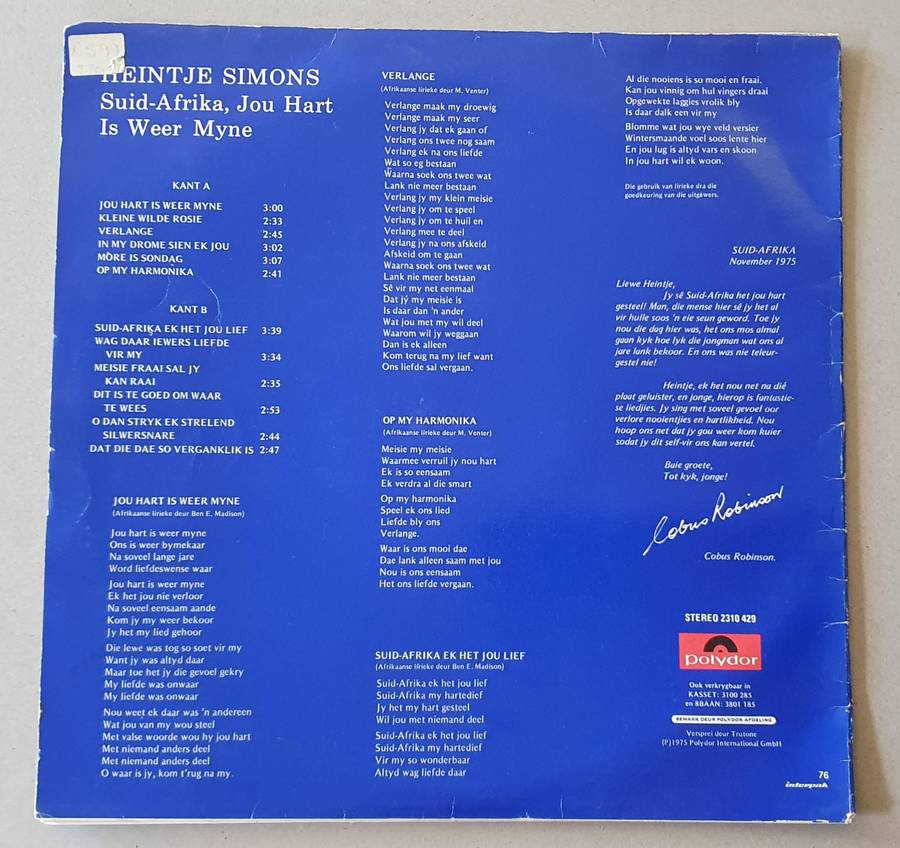 HEINTJE SIMONS
Suid-Afrika, Jou Hart
Is Weer Myne
KANT A
JOU HART IS WEER MYNE 3:00
KLEINE WILDE ROSIE 2:33
VERLANGE 2:45
IN MY DROME SIEN EK JOU 3:02
MÔRE IS SONDAG 3:07
OP MY HARMONIKA 2:41
KANT B
SUID-AFRIKA EK HET JOU LIEF 3:39
WAG DAAR IEWERS LIEFDE
VIR MY 3:34
MEISIE FRAAI SAL JY
KAN RAAI 2:35
DIT IS TE GOED OM WAAR
TE WEES 2:53
O DAN STRYK EK STRELEND
SILWERSNARE 2:44
DAT DIE DAE SO VERGANKLIK IS 2:47
JOU HART IS WEER MYNE
(Afrikaanse lirieke deur Ben E. Madison)
Jou hart is weer myne
Ons is weer bymekaar
Na soveel lange jare
Word liefdeswense waar
Jou hart is weer myne
Ek het jou nie verloor
Na soveel eensaam aande
Kom jy my weer bekoor
Jy het my lied gehoor
Die lewe was tog so soet vir my
Want jy was altyd daar
Maar toe het jy die gevoel gekry
My liefde was onwaar
My liefde was onwaar
Nou weet ek daar was 'n andereen
Wat jou van my wou steel
Met valse woorde wou hy jou hart
Met niemand anders deel
Met niemand anders deel
O waar is jy, kom t'rug na my.
VERLANGE
(Afrikaanse lirieke deur M. Venter)
Verlange maak my droewig
Verlange maak my seer
Verlang jy dat ek gaan of
Verlang ons twee nog saam
Verlang ek na ons liefde
Wat so eg bestaan
Waarna soek ons twee wat
Lank nie meer bestaan
Verlang jy my klein meisie
Verlang jy om te speel
Verlang jy om te huil en
Verlang mee te deel
Verlang jy na ons afskeid
Afskeid om te gaan
Waarna soek ons twee wat
Lank nie meer bestaan
Sê vir my net eenmaal
Dat jý my meisie is
Is daar dan 'n ander
Wat jou met my wil deel
Waarom wil jy weggaan
Dan is ek alleen
Kom terug na my lief want
Ons liefde sal vergaan.
OP MY HARMONIKA
(Afrikaanse lirieke deur M. Venter)
Meisie my meisie
Waarmee verruil jy nou hart
Ek is so eensaam
Ek verdra al die smart
Op my harmonika
Speel ek ons lied
Liefde bly ons
Verlange.
Waar is ons mooi dae
Dae lank alleen saam met jou
Nou is ons eensaam
Het ons liefde vergaan.
SUID-AFRIKA EK HET JOU LIEF
(Afrikaanse lirieke deur Ben E. Madison)
Suid-Afrika ek het jou lief
Suid-Afrika my hartedief
Jy het my hart gesteel
Wil jou met niemand deel
Suid-Afrika ek het jou lief
Suid-Afrika my hartedief
Vir my so wonderbaar
Altyd wag liefde daar
Al die nooiens is so mooi en fraai.
Kan jou vinnig om hul vingers draai
Opgewekte laggies vrolik bly
Is daar dalk een vir my
Blomme wat jou wye veld versier
Wintersmaande voel soos lente hier
En jou lug is altyd vars en skoon
In jou hart wil ek woon.
Die gebruik van lirieke dra die
goedkeuring van die uitgewers.
SUID-AFRIKA
November 1975
Liewe Heintje,
Jy sê Suid-Afrika het jou hart
gesteel! Man, die mense hier sê jy het al
vir hulle soos 'n eie seun geword. Toe jy
nou die dag hier was, het ons mos almal
gaan kyk hoe lyk die jongman wat ons al
jare lank bekoor. En ons was nie teleur-
gestel nie!
Heintje, ek het nou net na dié
plaat geluister, en jonge, hierop is fantastie-
se liedjies. Jy sing met soveel gevoel oor
verlore nooientjies en hartlikheid. Nou
hoop ons net dat jy gou weer kom kuier
sodat jy dit self-vir ons kan vertel.
Baie groete,
Tot kyk, jonge!
Cobus Robinson
Cobus Robinson.
STEREO 2310 429
polydor
Ook verkrygbaar in
KASSET: 3100 285
en 8BAAN: 3801 185
BEMARK DEUR POLYDOR AFDELING
Versprei deur Trutone
(P)1975 Polydor International GmbH
76
interpak